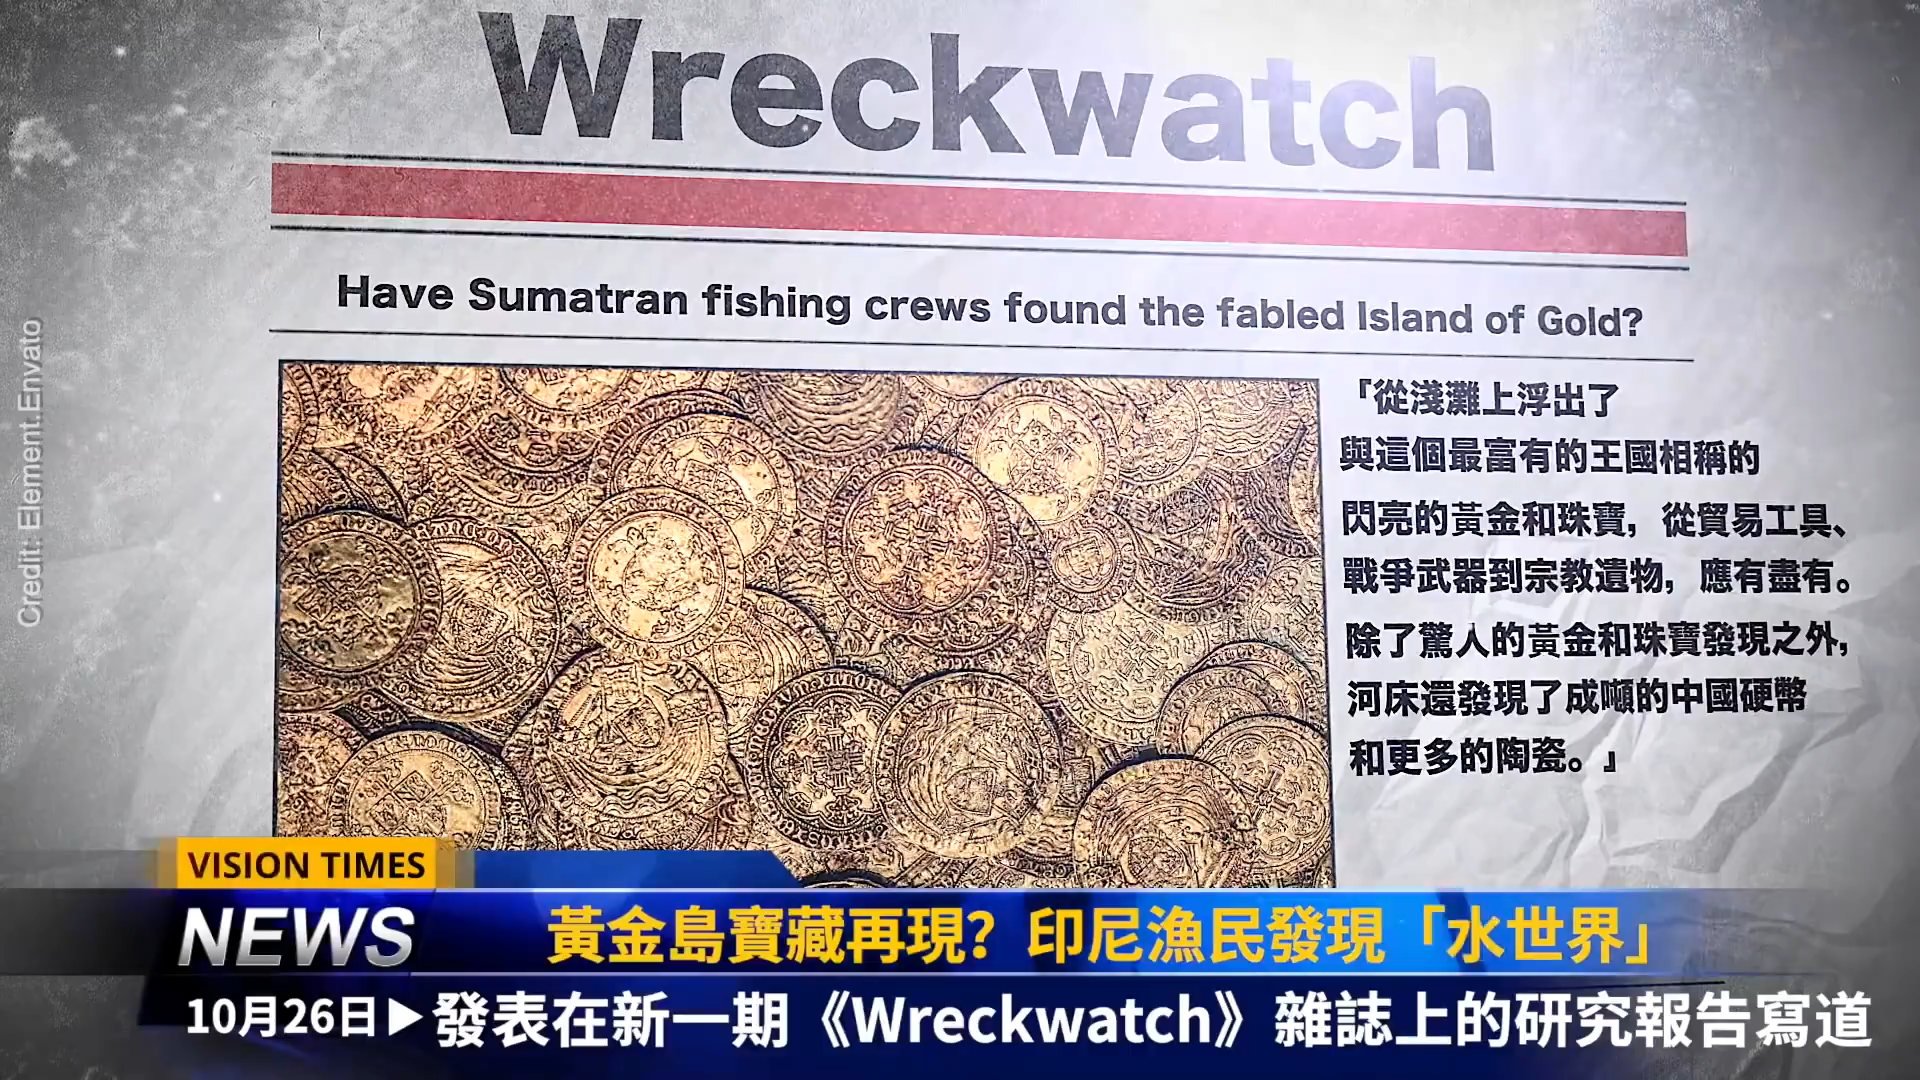 Wreckwatch
Have Sumatran fishing crews found the fabled Island of Gold?
「從淺灘上浮出了
與這個最富有的王國相稱的
閃亮的黃金和珠寶，從貿易工具、
戰爭武器到宗教遺物，應有盡有。
除了驚人的黃金和珠寶發現之外，
河床還發現了成噸的中國硬幣
和更多的陶瓷。」
Credit: Element.Envato
VISION TIMES
NEWS
黃金島寶藏再現？印尼漁民發現「水世界」
10月26日▶發表在新一期《Wreckwatch》雜誌上的研究報告寫道